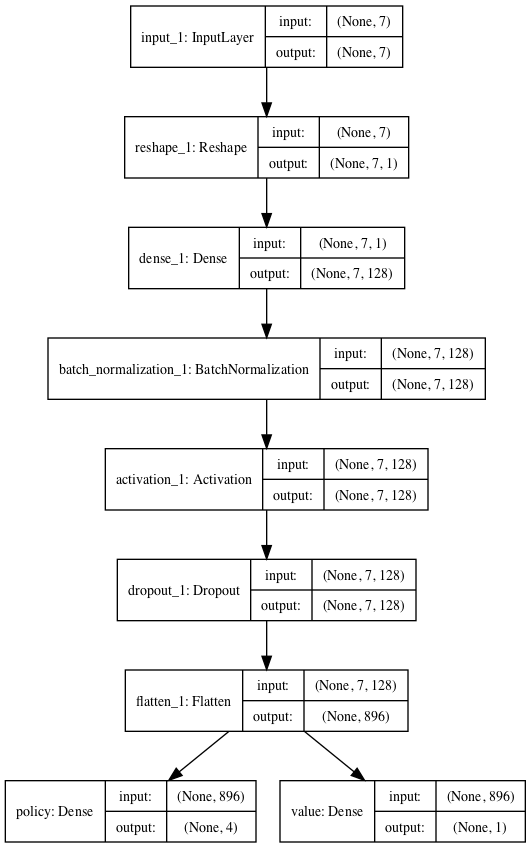 input_1: InputLayer
input:
(None, 7)
output:
(None, 7)
reshape_1: Reshape
input:
(None, 7)
output:
(None, 7, 1)
dense_1: Dense
input:
(None, 7, 1)
output:
(None, 7, 128)
batch_normalization_1: BatchNormalization
input:
(None, 7, 128)
output:
(None, 7, 128)
activation_1: Activation
input:
(None, 7, 128)
output:
(None, 7, 128)
dropout_1: Dropout
input:
(None, 7, 128)
output:
(None, 7, 128)
flatten_1: Flatten
input:
(None, 7, 128)
output:
(None, 896)
policy: Dense
input:
(None, 896)
output:
(None, 4)
value: Dense
input:
(None, 896)
output:
(None, 1)